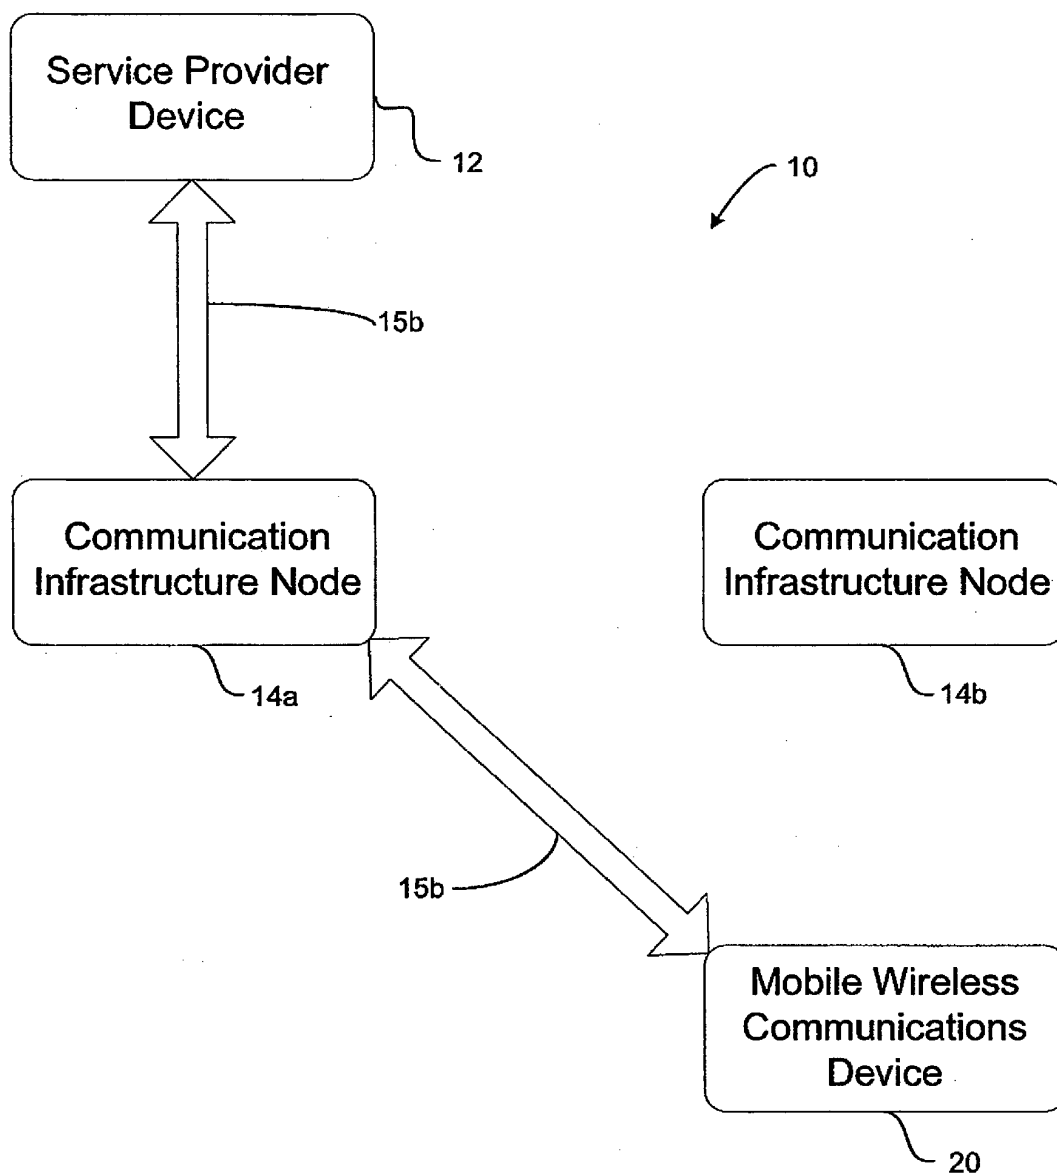 Service Provider
Device
12
10
15b
Communication
Infrastructure Node
Communication
Infrastructure Node
14a
14b
15b
Mobile Wireless
Communications
Device
20